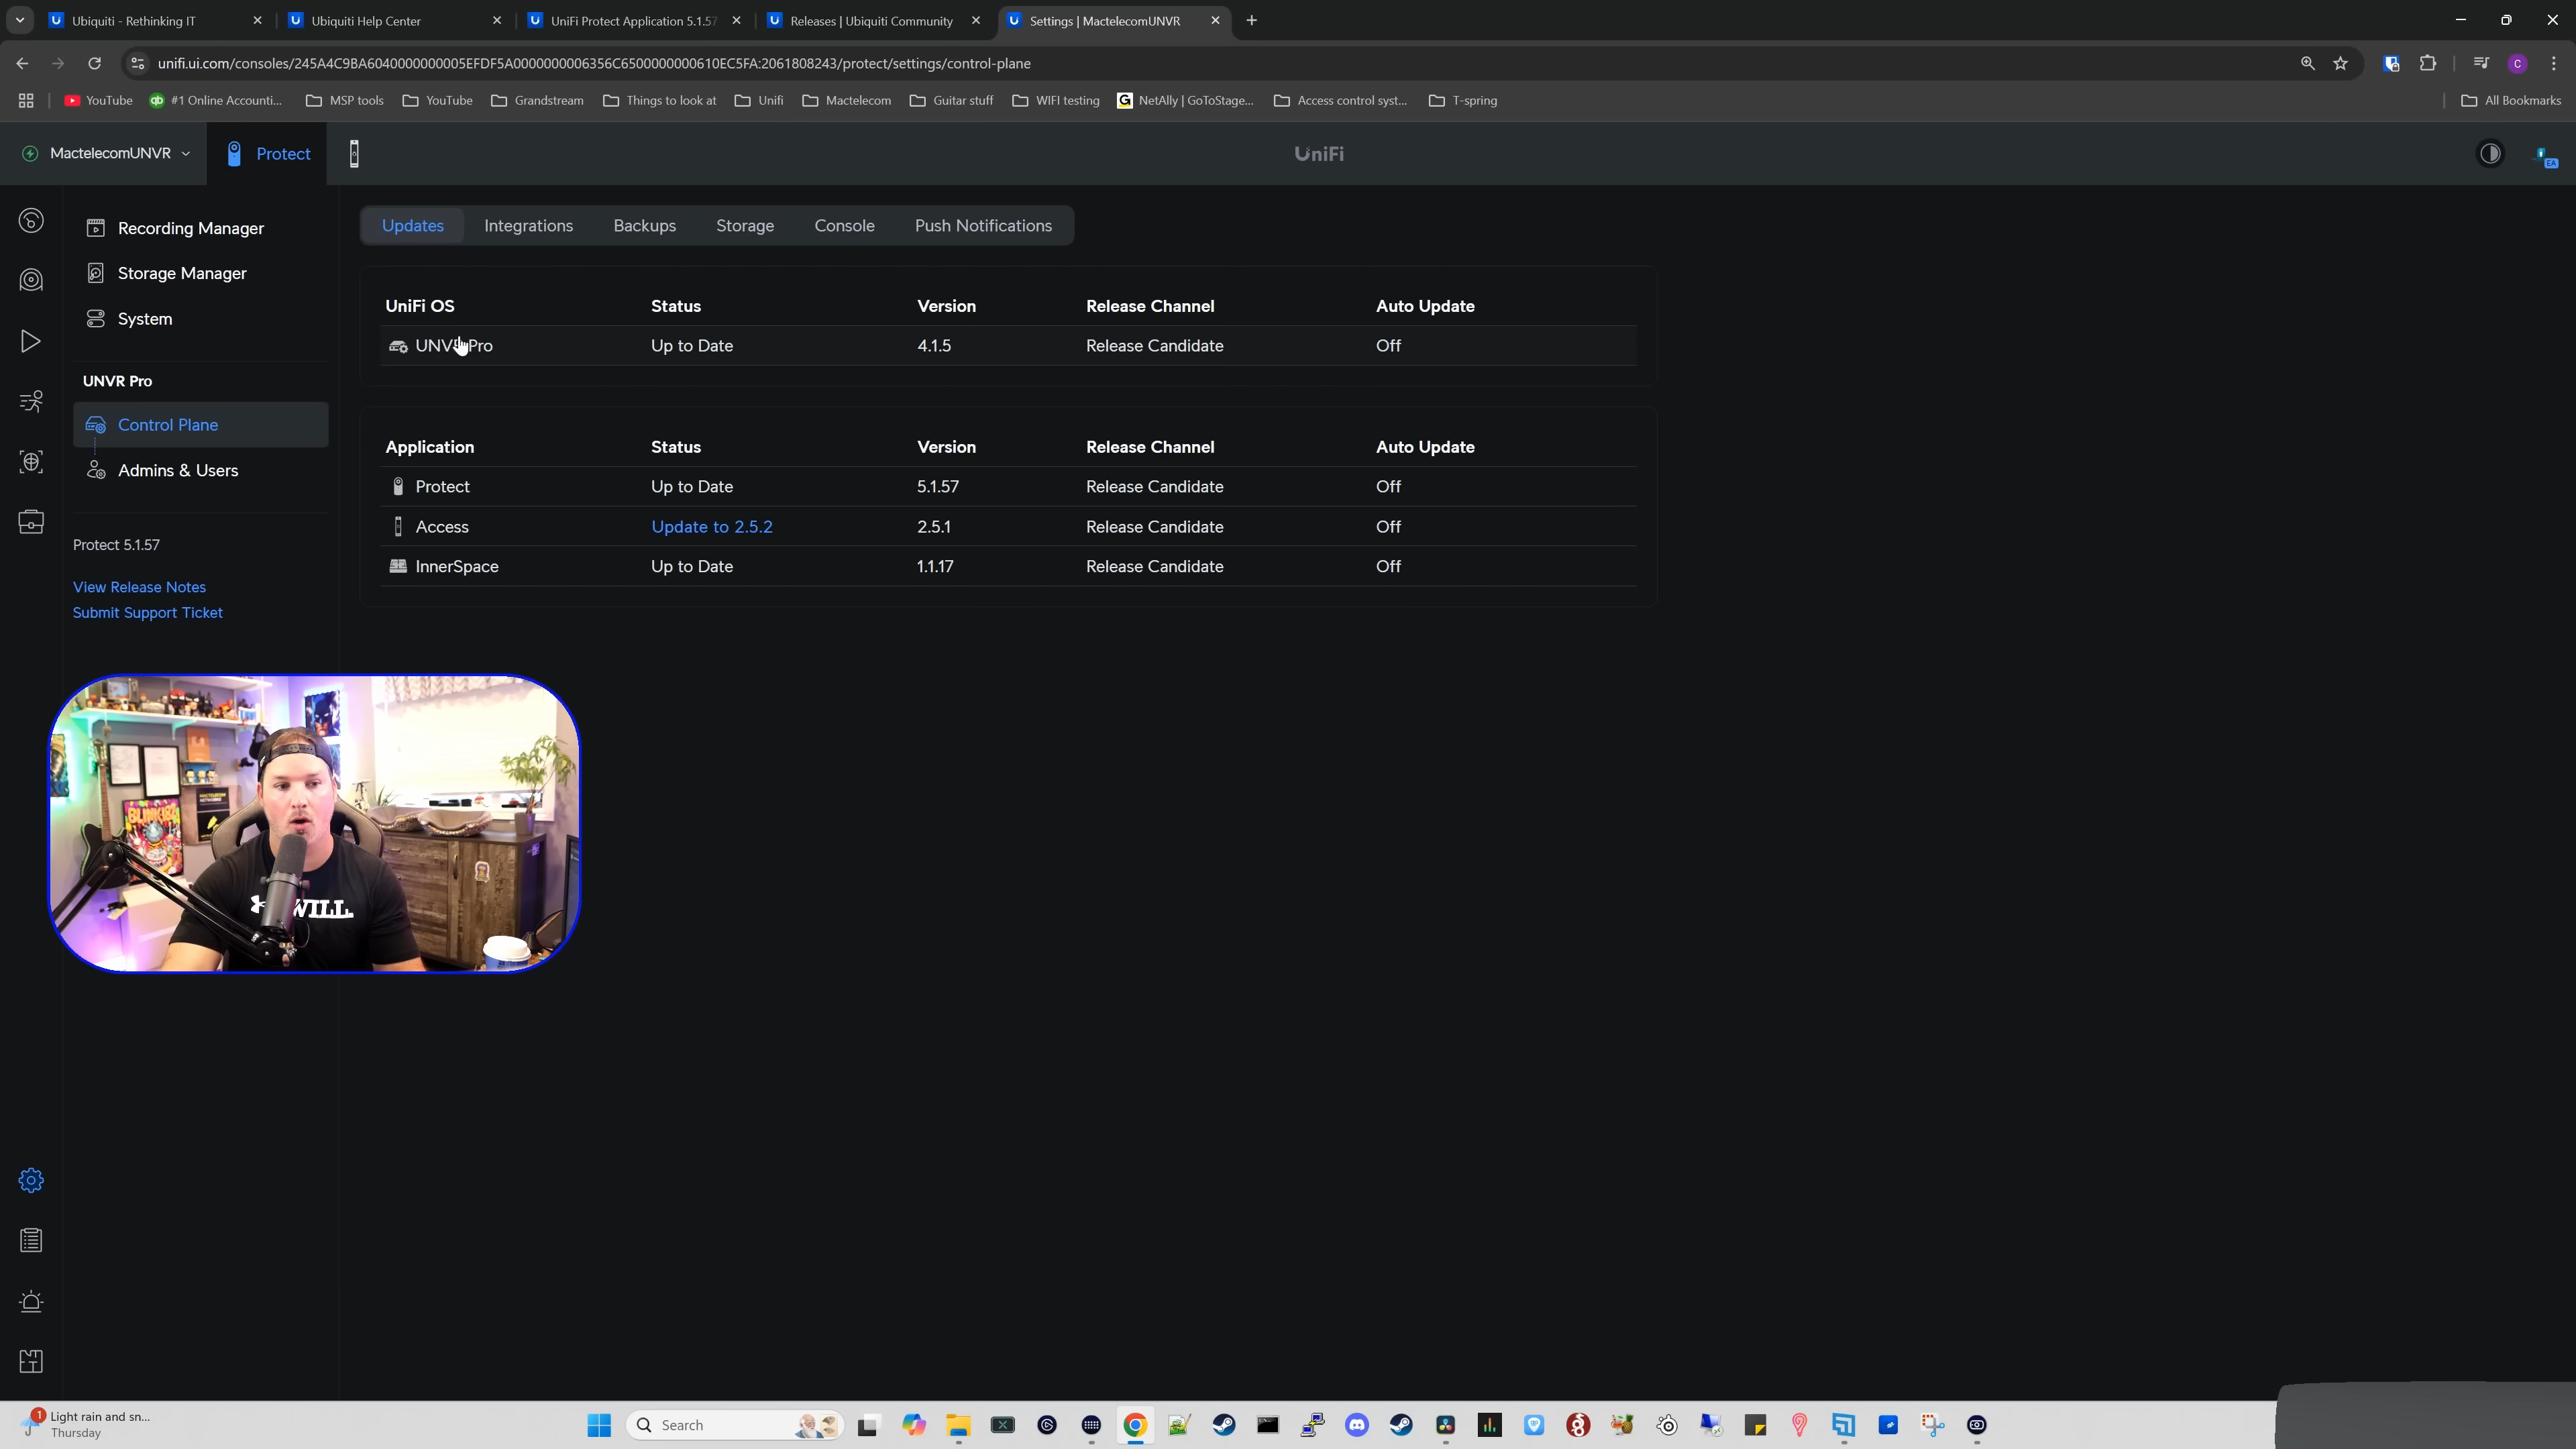 Ubiquiti - Rethinking IT
Ubiquiti Help Center
UniFi Protect Application 5.1.57
Releases | Ubiquiti Community
Settings | MactelecomUNVR
unifi.ui.com/consoles/245A4C9BA6040000000005EFDF5A0000000006356C6500000000610EC5FA:2061808243/protect/settings/control-plane
C
YouTube
#1 Online Accounti...
MSP tools
YouTube
Grandstream
Things to look at
Unifi
Mactelecom
Guitar stuff
WIFI testing
NetAlly | GoToStage...
Access control syst...
T-spring
All Bookmarks
MactelecomUNVR
Protect
UniFi
EA
Recording Manager
Storage Manager
System
UNVR Pro
Control Plane
Admins & Users
Protect 5.1.57
View Release Notes
Submit Support Ticket
Updates Integrations Backups Storage Console Push Notifications
UniFi OS Status Version Release Channel Auto Update
Pro Up to Date 4.1.5 Release Candidate Off
Application Status Version Release Channel Auto Update
Protect Up to Date 5.1.57 Release Candidate Off
Access Update to 2.5.2 2.5.1 Release Candidate Off
InnerSpace Up to Date 1.1.17 Release Candidate Off
WILL.
1
Light rain and sn...
Thursday
Search